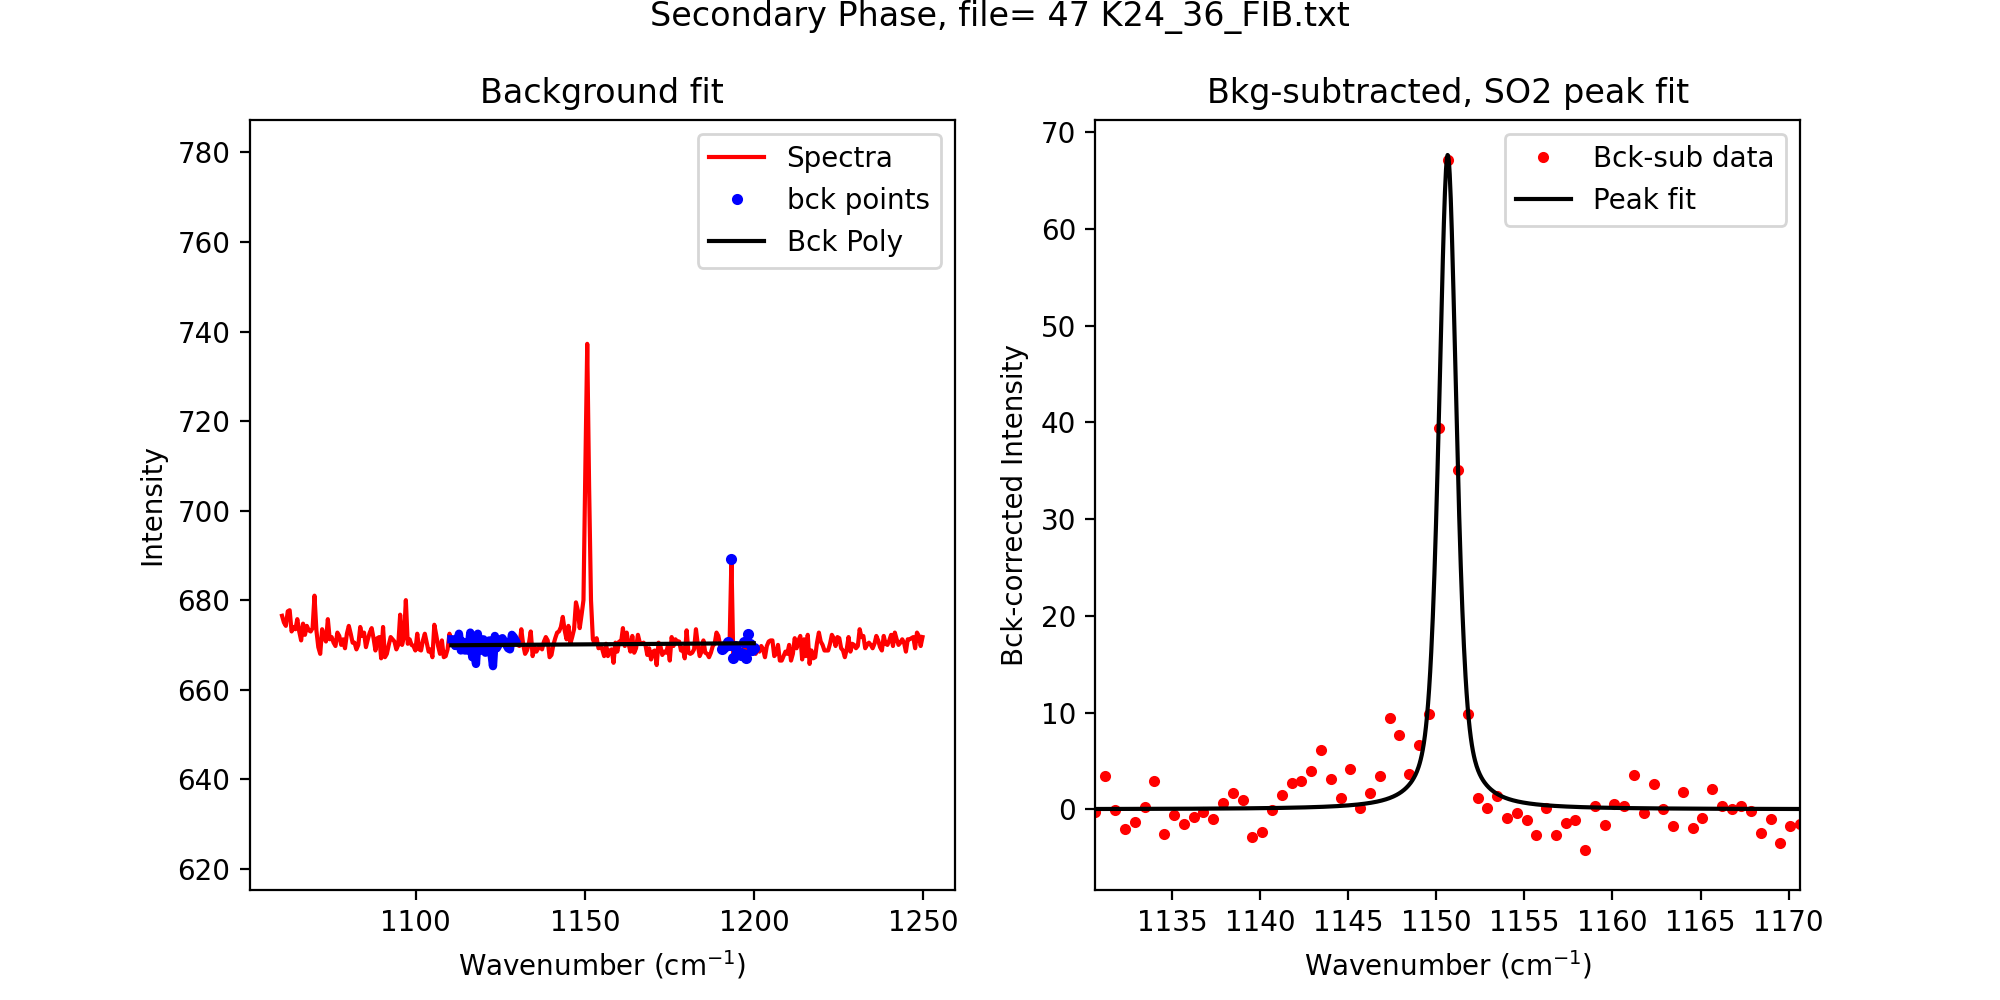 Secondary Phase, file= 47 K24_36_FIB.txt
Background fit
Spectra
bck points
Bck Poly
780
760
740
720
700
680
660
640
620
Intensity
1100 1150 1200 1250
Wavenumber (cm⁻¹)
Bkg-subtracted, SO2 peak fit
Bck-sub data
Peak fit
70
60
50
40
30
20
10
0
Bck-corrected Intensity
1135 1140 1145 1150 1155 1160 1165 1170
Wavenumber (cm⁻¹)